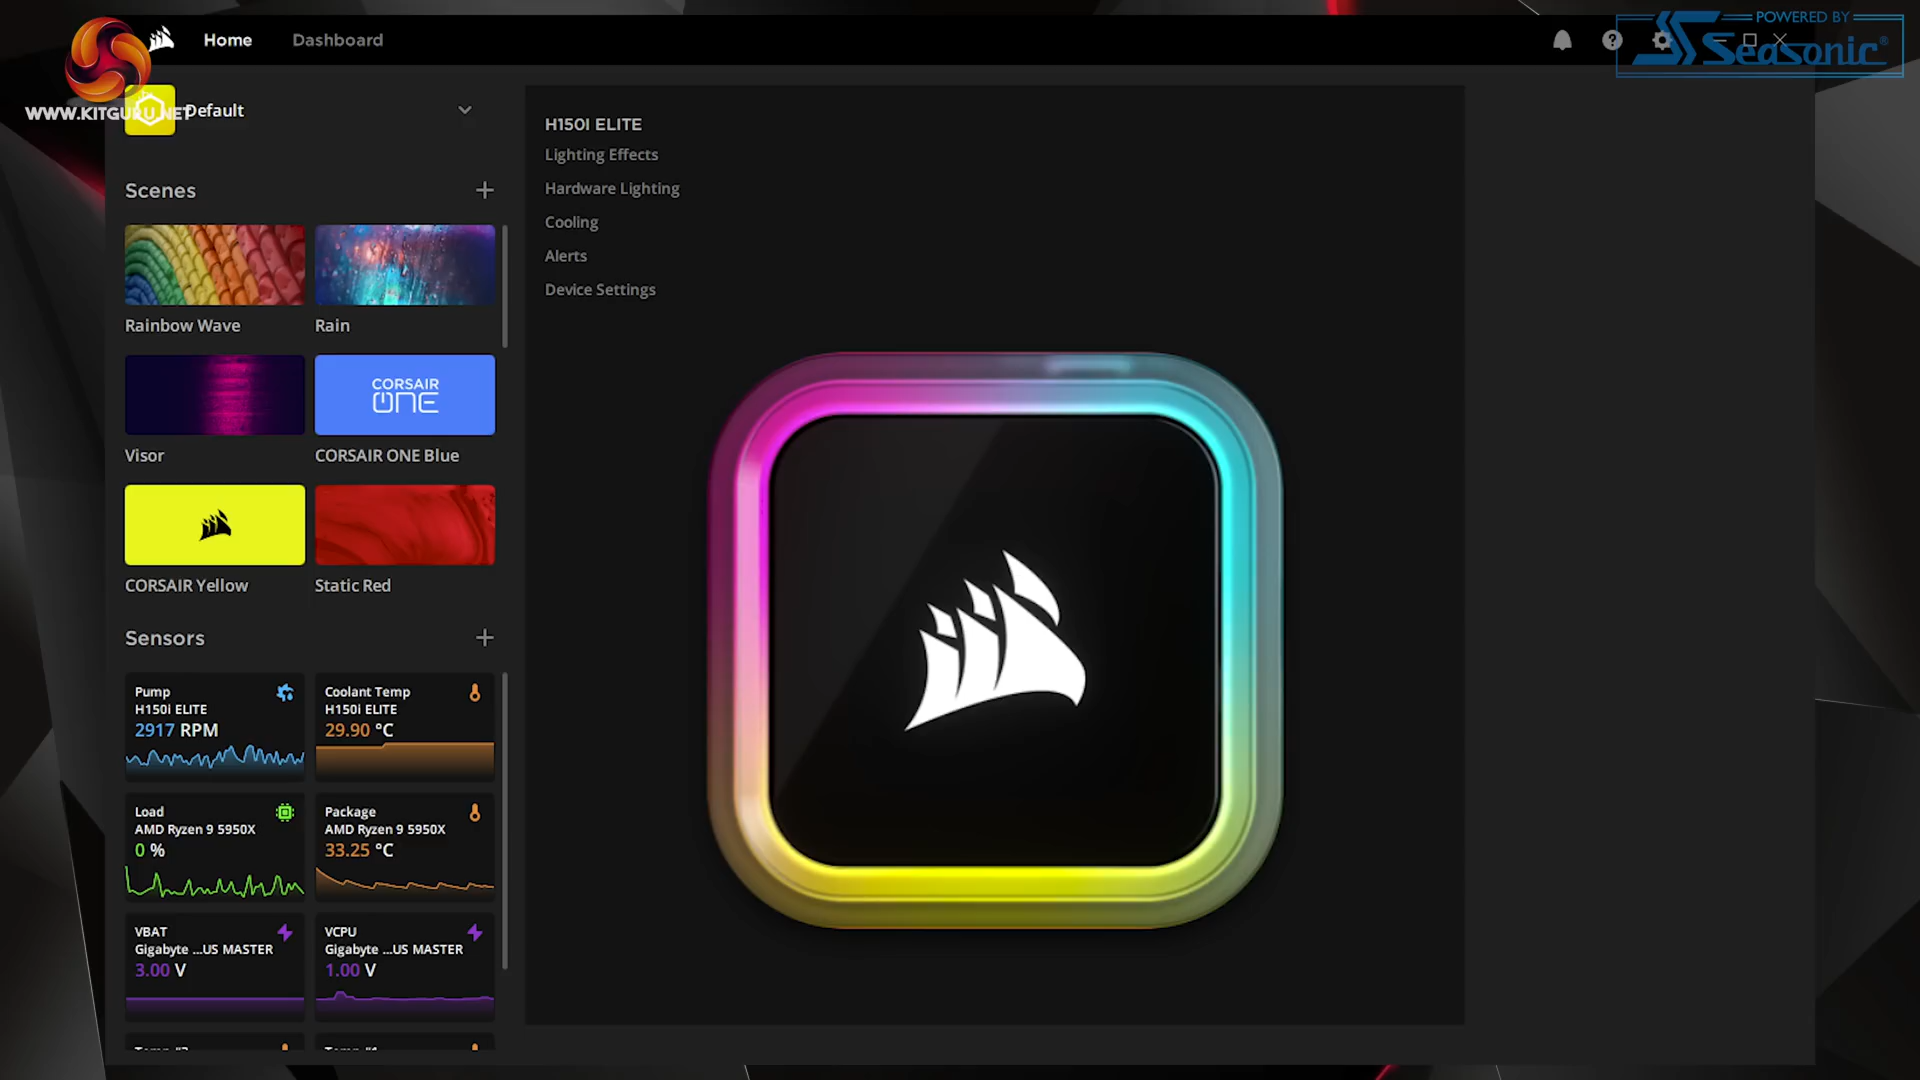 Home
Dashboard
POWERED BY
Seasonic®
WWW.KITGURU.NET
Default
Scenes
Rainbow Wave
Rain
CORSAIR
ONE
Visor
CORSAIR ONE Blue
CORSAIR Yellow
Static Red
Sensors
Pump
H150i ELITE
2917 RPM
Coolant Temp
H150i ELITE
29.90 °C
Load
AMD Ryzen 9 5950X
0 %
Package
AMD Ryzen 9 5950X
33.25 °C
VBAT
Gigabyte ...US MASTER
3.00 V
VCPU
Gigabyte ...US MASTER
1.00 V
H150I ELITE
Lighting Effects
Hardware Lighting
Cooling
Alerts
Device Settings